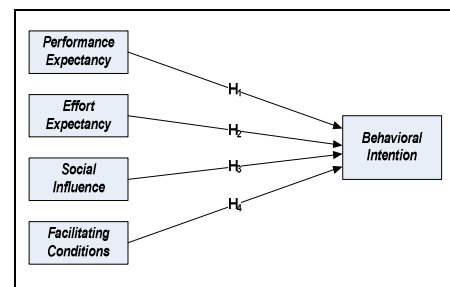 Performance
Expectancy
H1
Effort
Expectancy
H2
Behavioral
Intention
Social
Influence
H3
Facilitating
Conditions
H4